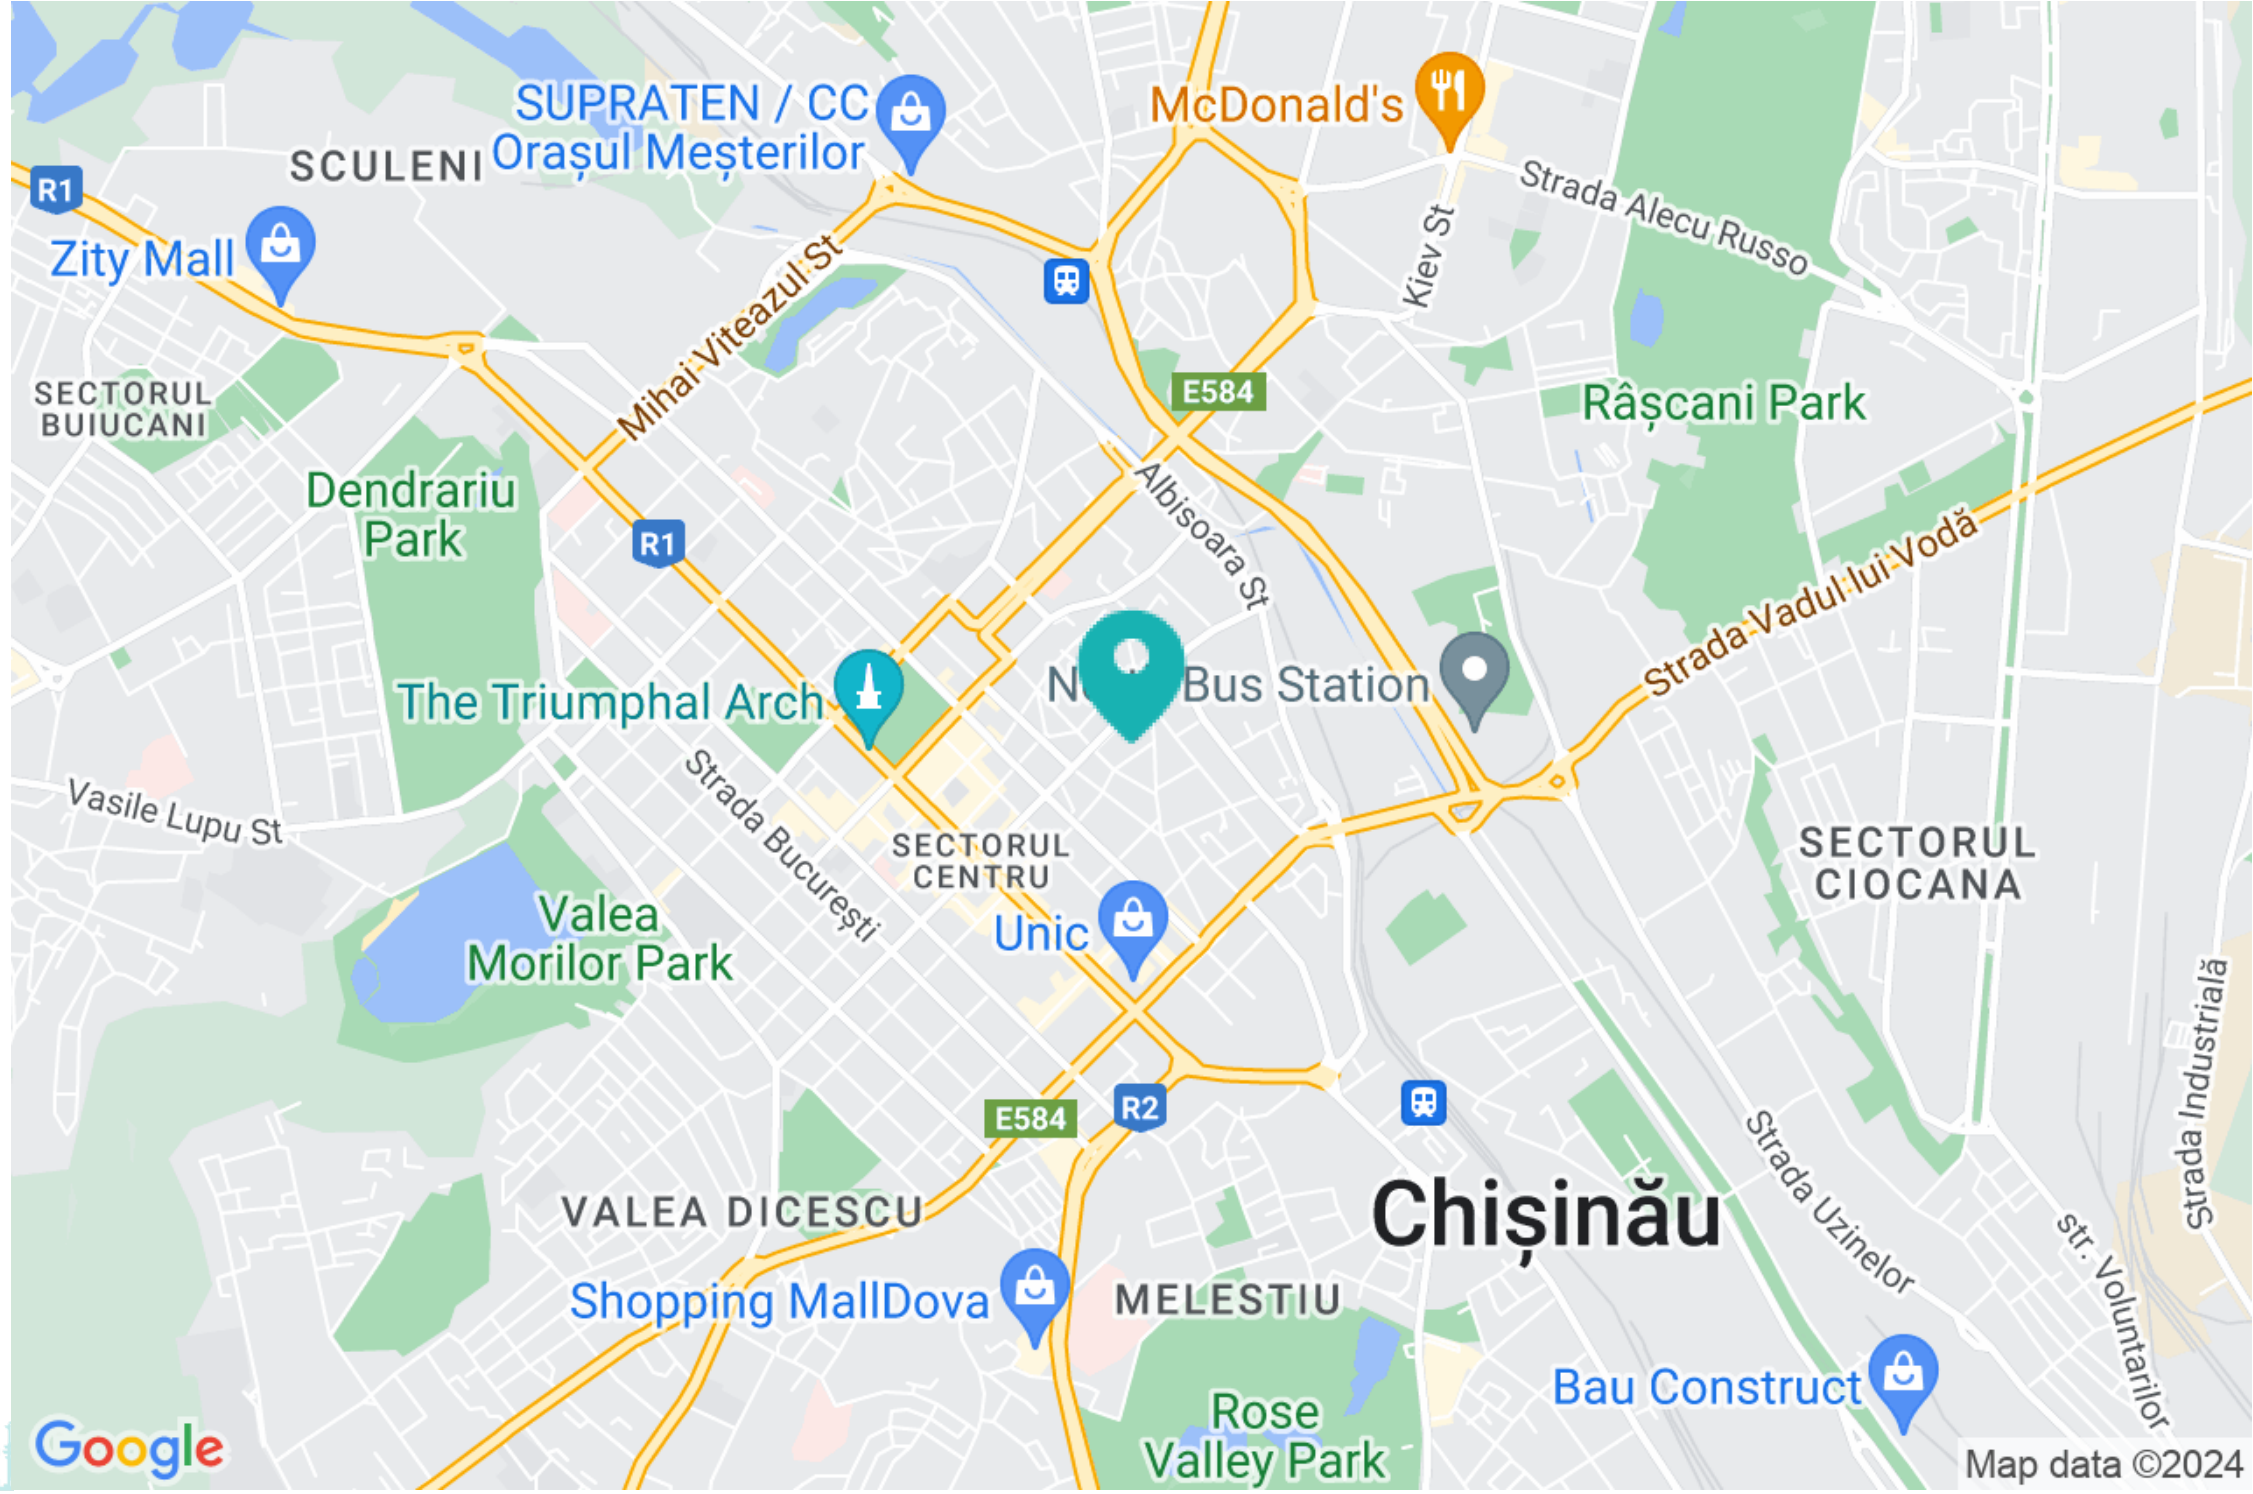 SUPRATEN / CC
Orașul Meșterilor
McDonald's
SCULENI
R1
Zity Mall
Strada Alecu Russo
Kiev St
Mihai Viteazul St
SECTORUL
BUIUCANI
E584
Râșcani Park
Dendrariu
Park
R1
Albisoara St
Strada Vadul lui Vodă
The Triumphal Arch
Bus Station
Strada București
Vasile Lupu St
SECTORUL
CENTRU
SECTORUL
CIOCANA
Valea
Morilor Park
Unic
Strada Industrială
E584
R2
Strada Uzinelor
VALEA DICESCU
Chișinău
str. Voluntarilor
Shopping MallDova
MELESTIU
Bau Construct
Rose
Valley Park
Google
Map data ©2024